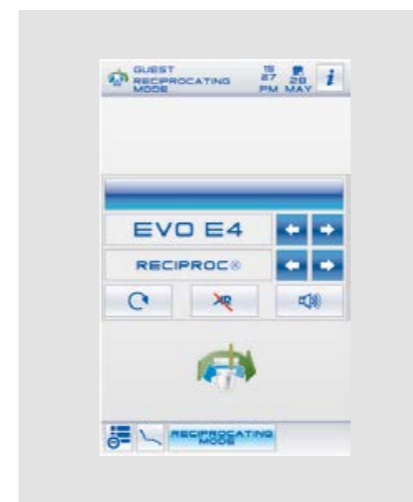 GUEST
RECIPROCATING
MODE
15
27
PM
28
MAY
i
EVO E4
RECIPROC®
RECIPROCATING
MODE